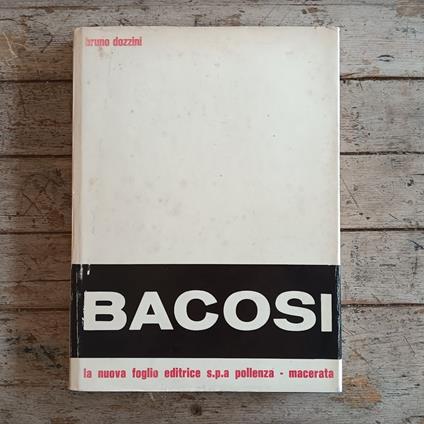 bruno dozzini
BACOSI
la nuova foglio editrice s.p.a pollenza - macerata